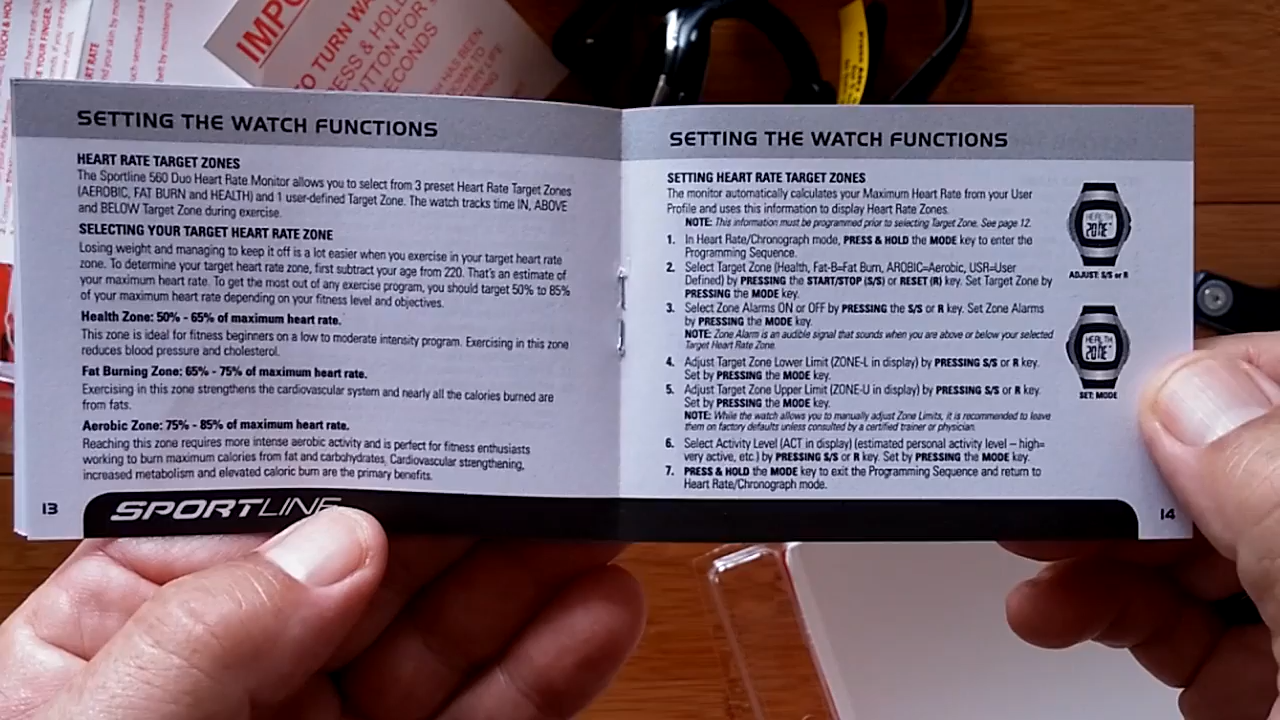 TOUCH & HOLD
YOUR FINGER,
RT RATE
IMPO
TO TURN WA
ESS & HOLD
UTTON FOR
ECONDS
HAS BEEN
SETTING THE WATCH FUNCTIONS
HEART RATE TARGET ZONES
The Sportline 560 Duo Heart Rate Monitor allows you to select from 3 preset Heart Rate Target Zones
(AEROBIC, FAT BURN and HEALTH) and 1 user-defined Target Zone. The watch tracks time IN, ABOVE
and BELOW Target Zone during exercise.
SELECTING YOUR TARGET HEART RATE ZONE
Losing weight and managing to keep it off is a lot easier when you exercise in your target heart rate
zone. To determine your target heart rate zone, first subtract your age from 220. That's an estimate of
your maximum heart rate. To get the most out of any exercise program, you should target 50% to 85%
of your maximum heart rate depending on your fitness level and objectives.
Health Zone: 50% - 65% of maximum heart rate.
This zone is ideal for fitness beginners on a low to moderate intensity program. Exercising in this zone
reduces blood pressure and cholesterol.
Fat Burning Zone: 65% - 75% of maximum heart rate.
Exercising in this zone strengthens the cardiovascular system and nearly all the calories burned are
from fats.
Aerobic Zone: 75% - 85% of maximum heart rate.
Reaching this zone requires more intense aerobic activity and is perfect for fitness enthusiasts
working to burn maximum calories from fat and carbohydrates. Cardiovascular strengthening,
increased metabolism and elevated caloric burn are the primary benefits.
13
SPORTLINE
SETTING THE WATCH FUNCTIONS
SETTING HEART RATE TARGET ZONES
The monitor automatically calculates your Maximum Heart Rate from your User
Profile and uses this information to display Heart Rate Zones.
NOTE: This information must be programmed prior to selecting Target Zone. See page 12.
1. In Heart Rate/Chronograph mode, PRESS & HOLD the MODE key to enter the
Programming Sequence.
2. Select Target Zone (Health, Fat-B=Fat Burn, AROBIC=Aerobic, USR=User
Defined) by PRESSING the START/STOP (S/S) or RESET (R) key. Set Target Zone by
PRESSING the MODE key.
3. Select Zone Alarms ON or OFF by PRESSING the S/S or R key. Set Zone Alarms
by PRESSING the MODE key.
NOTE: Zone Alarm is an audible signal that sounds when you are above or below your selected
Target Heart Rate Zone.
4. Adjust Target Zone Lower Limit (ZONE-L in display) by PRESSING S/S or R key.
Set by PRESSING the MODE key.
5. Adjust Target Zone Upper Limit (ZONE-U in display) by PRESSING S/S or R key.
Set by PRESSING the MODE key.
NOTE: While the watch allows you to manually adjust Zone Limits, it is recommended to leave
them on factory defaults unless consulted by a certified trainer or physician.
6. Select Activity Level (ACT in display) (estimated personal activity level – high=
very active, etc.) by PRESSING S/S or R key. Set by PRESSING the MODE key.
7. PRESS & HOLD the MODE key to exit the Programming Sequence and return to
Heart Rate/Chronograph mode.
HEALTH
ZONE
ADJUST: S/S or R
HEALTH
ZONE
SET: MODE
14